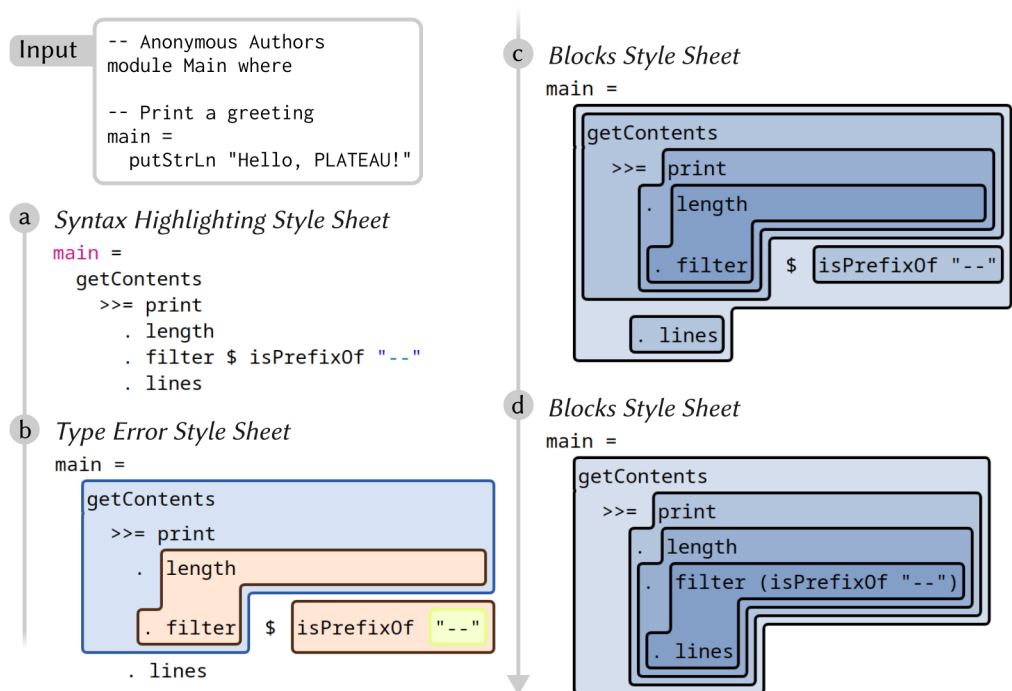 Input
-- Anonymous Authors
module Main where
-- Print a greeting
main =
putStrLn "Hello, PLATEAU!"
a Syntax Highlighting Style Sheet
main =
getContents
>>= print
. length
. filter $ isPrefixOf "--"
. lines
b Type Error Style Sheet
main =
getContents
>>= print
. length
. filter $ isPrefixOf "--"
. lines
c Blocks Style Sheet
main =
getContents
>>= print
. length
. filter $ isPrefixOf "--"
. lines
d Blocks Style Sheet
main =
getContents
>>= print
. length
. filter (isPrefixOf "--")
. lines